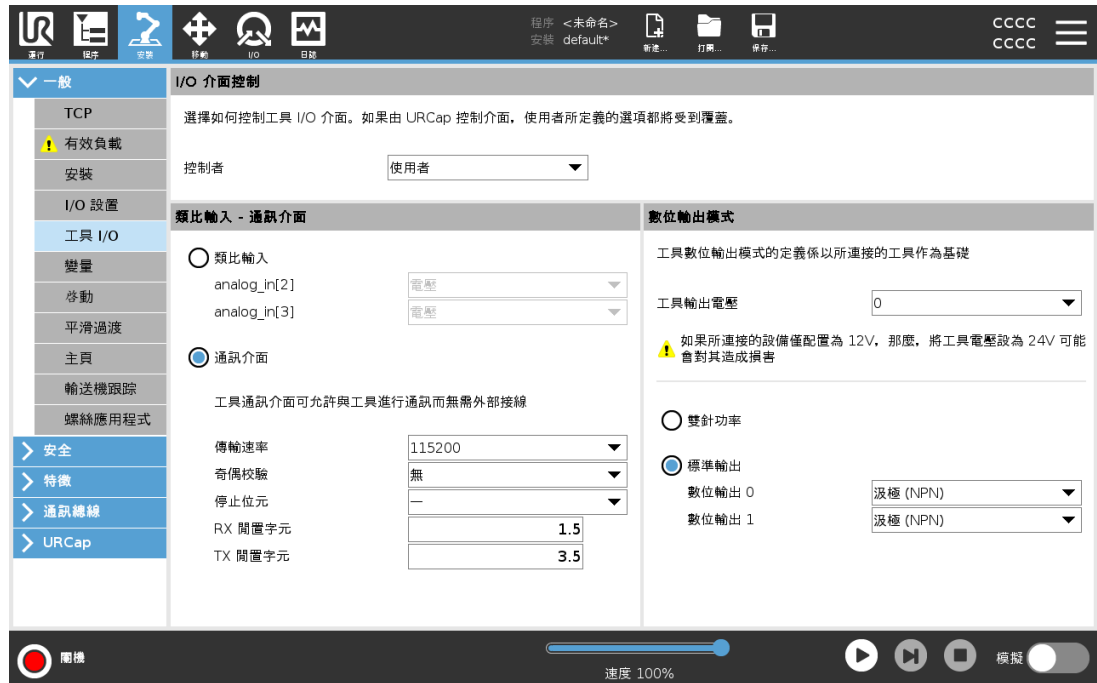 運行
程序
安裝
移動
I/O
日誌
程序 <未命名>
安裝 default*
新建...
打開...
保存...
CCCC
CCCC
一般
TCP
有效負載
安裝
I/O 設置
工具 I/O
變量
啓動
平滑過渡
主頁
輸送機跟踪
螺絲應用程式
安全
特徵
通訊總線
URCap
I/O 介面控制
選擇如何控制工具 I/O 介面。如果由 URCap 控制介面，使用者所定義的選項都將受到覆蓋。
控制者
使用者
類比輸入 - 通訊介面
類比輸入
analog_in[2]
電壓
analog_in[3]
電壓
通訊介面
工具通訊介面可允許與工具進行通訊而無需外部接線
傳輸速率
115200
奇偶校驗
無
停止位元
一
RX 閒置字元
1.5
TX 閒置字元
3.5
數位輸出模式
工具數位輸出模式的定義係以所連接的工具作為基礎
工具輸出電壓
0
如果所連接的設備僅配置為 12V，那麼，將工具電壓設為 24V 可能
會對其造成損害
雙針功率
標準輸出
數位輸出 0
汲極 (NPN)
數位輸出 1
汲極 (NPN)
關機
速度 100%
模擬